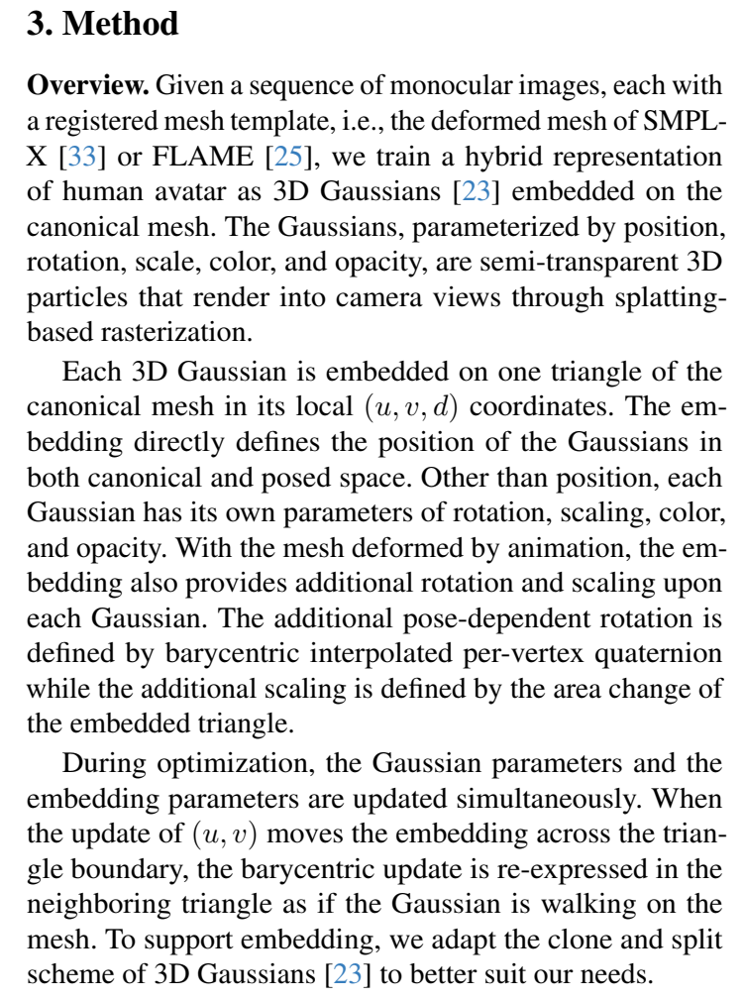 3. Method
Overview. Given a sequence of monocular images, each with
a registered mesh template, i.e., the deformed mesh of SMPL-
X [33] or FLAME [25], we train a hybrid representation
of human avatar as 3D Gaussians [23] embedded on the
canonical mesh. The Gaussians, parameterized by position,
rotation, scale, color, and opacity, are semi-transparent 3D
particles that render into camera views through splatting-
based rasterization.
Each 3D Gaussian is embedded on one triangle of the
canonical mesh in its local (u, v, d) coordinates. The em-
bedding directly defines the position of the Gaussians in
both canonical and posed space. Other than position, each
Gaussian has its own parameters of rotation, scaling, color,
and opacity. With the mesh deformed by animation, the em-
bedding also provides additional rotation and scaling upon
each Gaussian. The additional pose-dependent rotation is
defined by barycentric interpolated per-vertex quaternion
while the additional scaling is defined by the area change of
the embedded triangle.
During optimization, the Gaussian parameters and the
embedding parameters are updated simultaneously. When
the update of (u, v) moves the embedding across the trian-
gle boundary, the barycentric update is re-expressed in the
neighboring triangle as if the Gaussian is walking on the
mesh. To support embedding, we adapt the clone and split
scheme of 3D Gaussians [23] to better suit our needs.